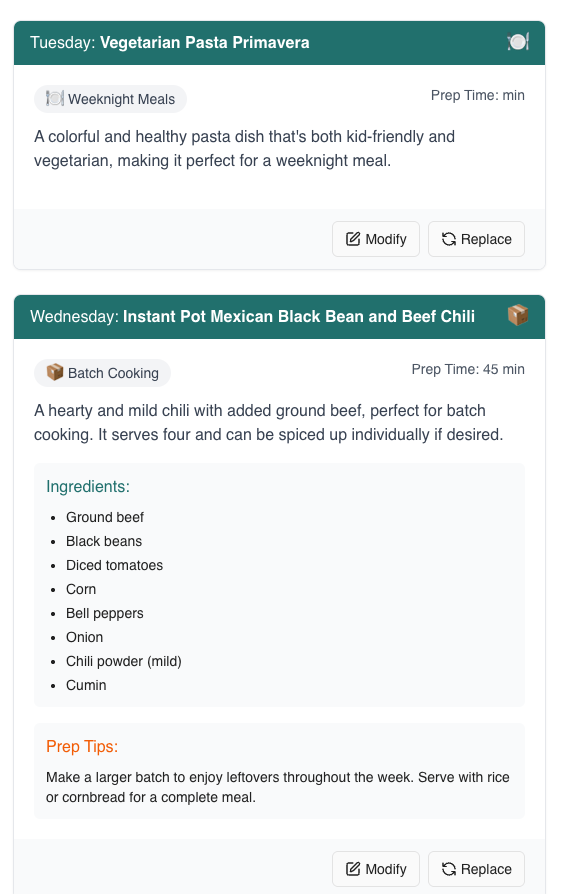 Tuesday: Vegetarian Pasta Primavera
Weeknight Meals
Prep Time: min
A colorful and healthy pasta dish that's both kid-friendly and
vegetarian, making it perfect for a weeknight meal.
Modify
Replace
Wednesday: Instant Pot Mexican Black Bean and Beef Chili
Batch Cooking
Prep Time: 45 min
A hearty and mild chili with added ground beef, perfect for batch
cooking. It serves four and can be spiced up individually if desired.
Ingredients:
• Ground beef
• Black beans
• Diced tomatoes
• Corn
• Bell peppers
• Onion
• Chili powder (mild)
• Cumin
Prep Tips:
Make a larger batch to enjoy leftovers throughout the week. Serve with rice
or cornbread for a complete meal.
Modify
Replace